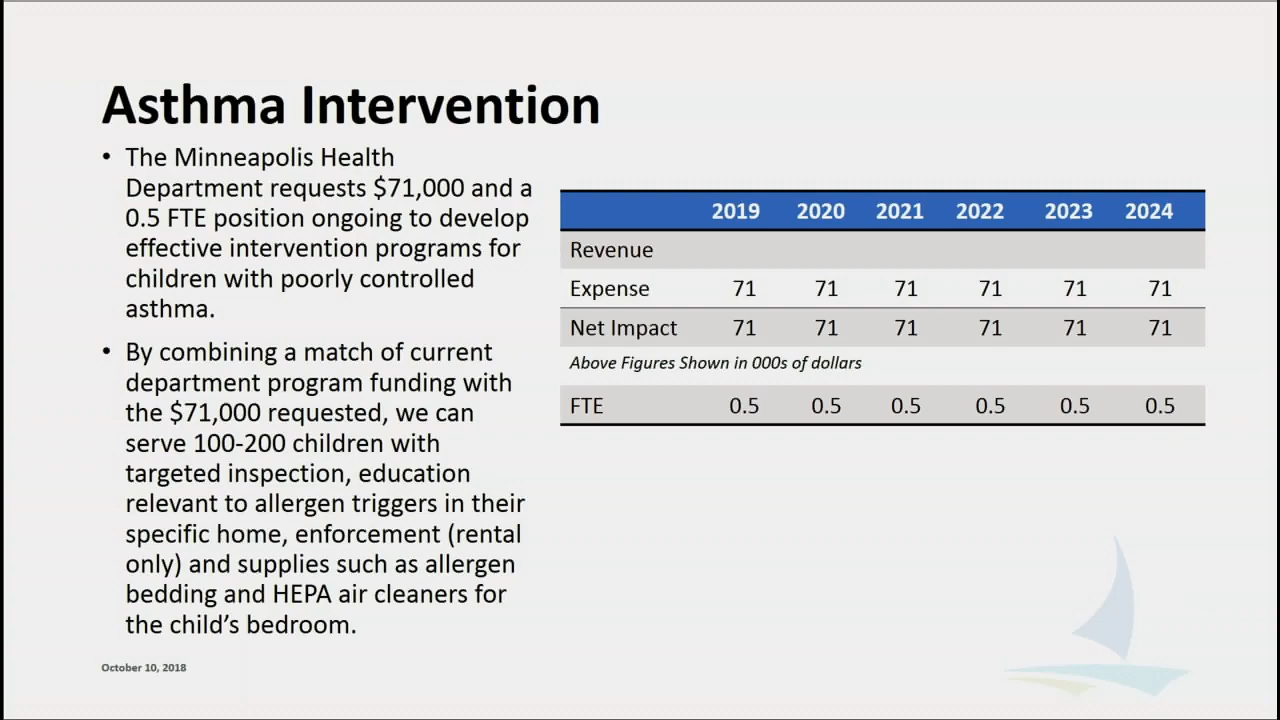 Asthma Intervention
• The Minneapolis Health
Department requests $71,000 and a
0.5 FTE position ongoing to develop
effective intervention programs for
children with poorly controlled
asthma.
• By combining a match of current
department program funding with
the $71,000 requested, we can
serve 100-200 children with
targeted inspection, education
relevant to allergen triggers in their
specific home, enforcement (rental
only) and supplies such as allergen
bedding and HEPA air cleaners for
the child’s bedroom.
2019 2020 2021 2022 2023 2024
Revenue
Expense 71 71 71 71 71 71
Net Impact 71 71 71 71 71 71
Above Figures Shown in 000s of dollars
FTE 0.5 0.5 0.5 0.5 0.5 0.5
October 10, 2018